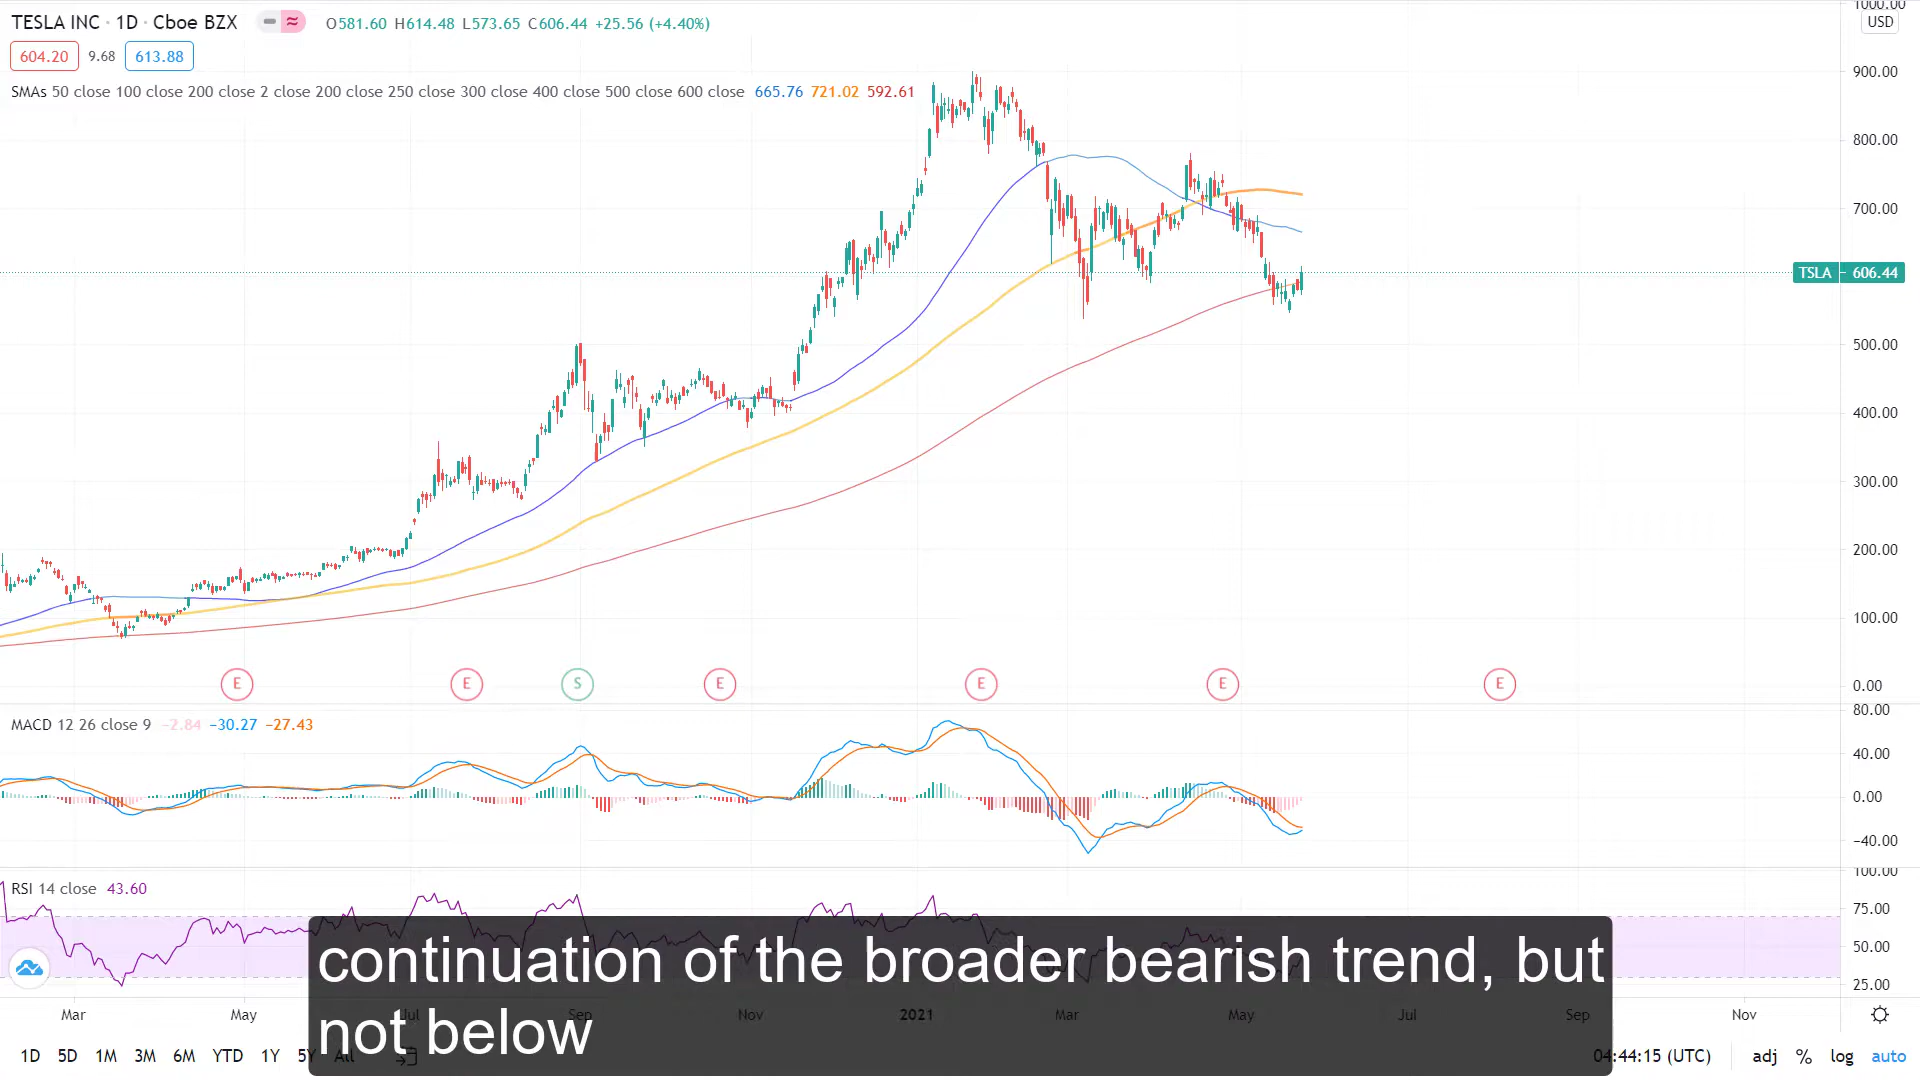 TESLA INC · 1D · Cboe BZX O581.60 H614.48 L573.65 C606.44 +25.56 (+4.40%)
604.20 9.68 613.88
SMAs 50 close 100 close 200 close 2 close 200 close 250 close 300 close 400 close 500 close 600 close 665.76 721.02 592.61
1000.00
USD
900.00
800.00
700.00
TSLA 606.44
500.00
400.00
300.00
200.00
100.00
0.00
E E S E E E E
MACD 12 26 close 9 −2.84 −30.27 −27.43
80.00
40.00
0.00
−40.00
RSI 14 close 43.60
100.00
75.00
50.00
25.00
continuation of the broader bearish trend, but
not below
Mar May Jul Sep Nov 2021 Mar May Jul Sep Nov
1D 5D 1M 3M 6M YTD 1Y 5Y All 04:44:15 (UTC) adj % log auto